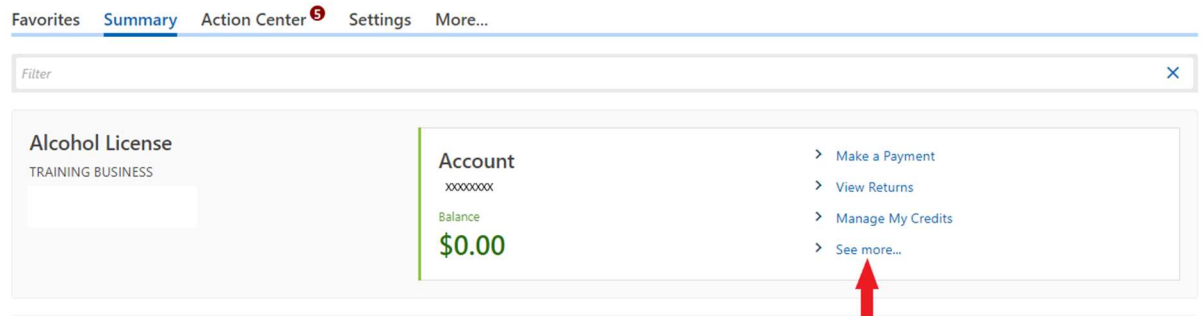 Favorites Summary Action Center 5 Settings More...
Filter
Alcohol License
TRAINING BUSINESS
Account
xxxxxxxx
Balance
$0.00
Make a Payment
View Returns
Manage My Credits
See more...